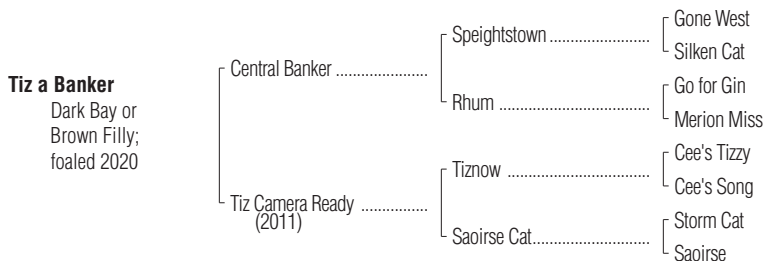 Tiz a Banker
Dark Bay or
Brown Filly;
foaled 2020
Central Banker ......................
Tiz Camera Ready ................
(2011)
Speightstown ........................
Rhum .....................................
Tiznow ...................................
Saoirse Cat............................
Gone West
Silken Cat
Go for Gin
Merion Miss
Cee's Tizzy
Cee's Song
Storm Cat
Saoirse